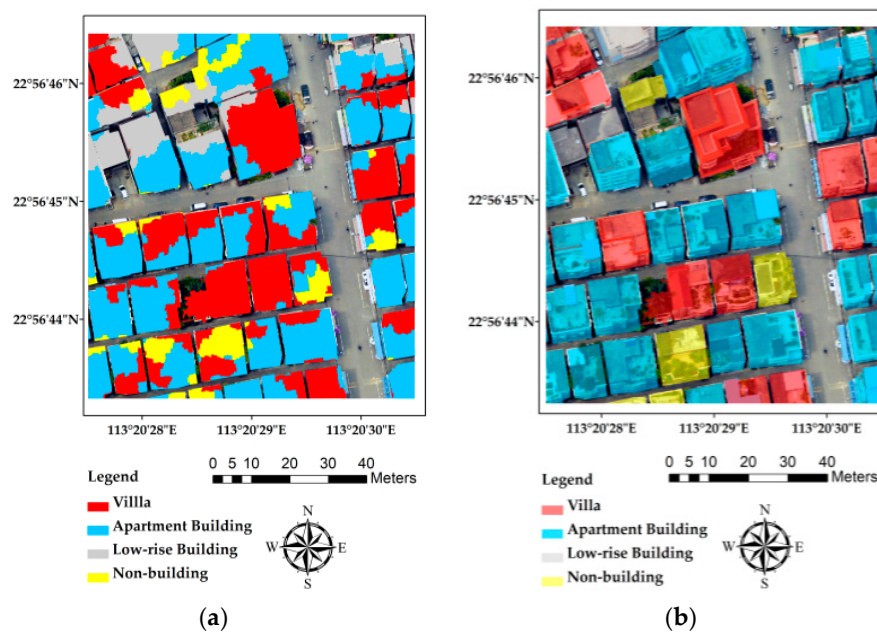 22°56'46"N
22°56'45"N
22°56'44"N
113°20'28"E 113°20'29"E 113°20'30"E
Legend
0 5 10 20 30 40
Meters
Villla
Apartment Building
Low-rise Building
Non-building
N
W E
S
(a)
22°56'46"N
22°56'45"N
22°56'44"N
113°20'28"E 113°20'29"E 113°20'30"E
Legend
0 5 10 20 30 40
Meters
Villa
Apartment Building
Low-rise Building
Non-building
N
W E
S
(b)